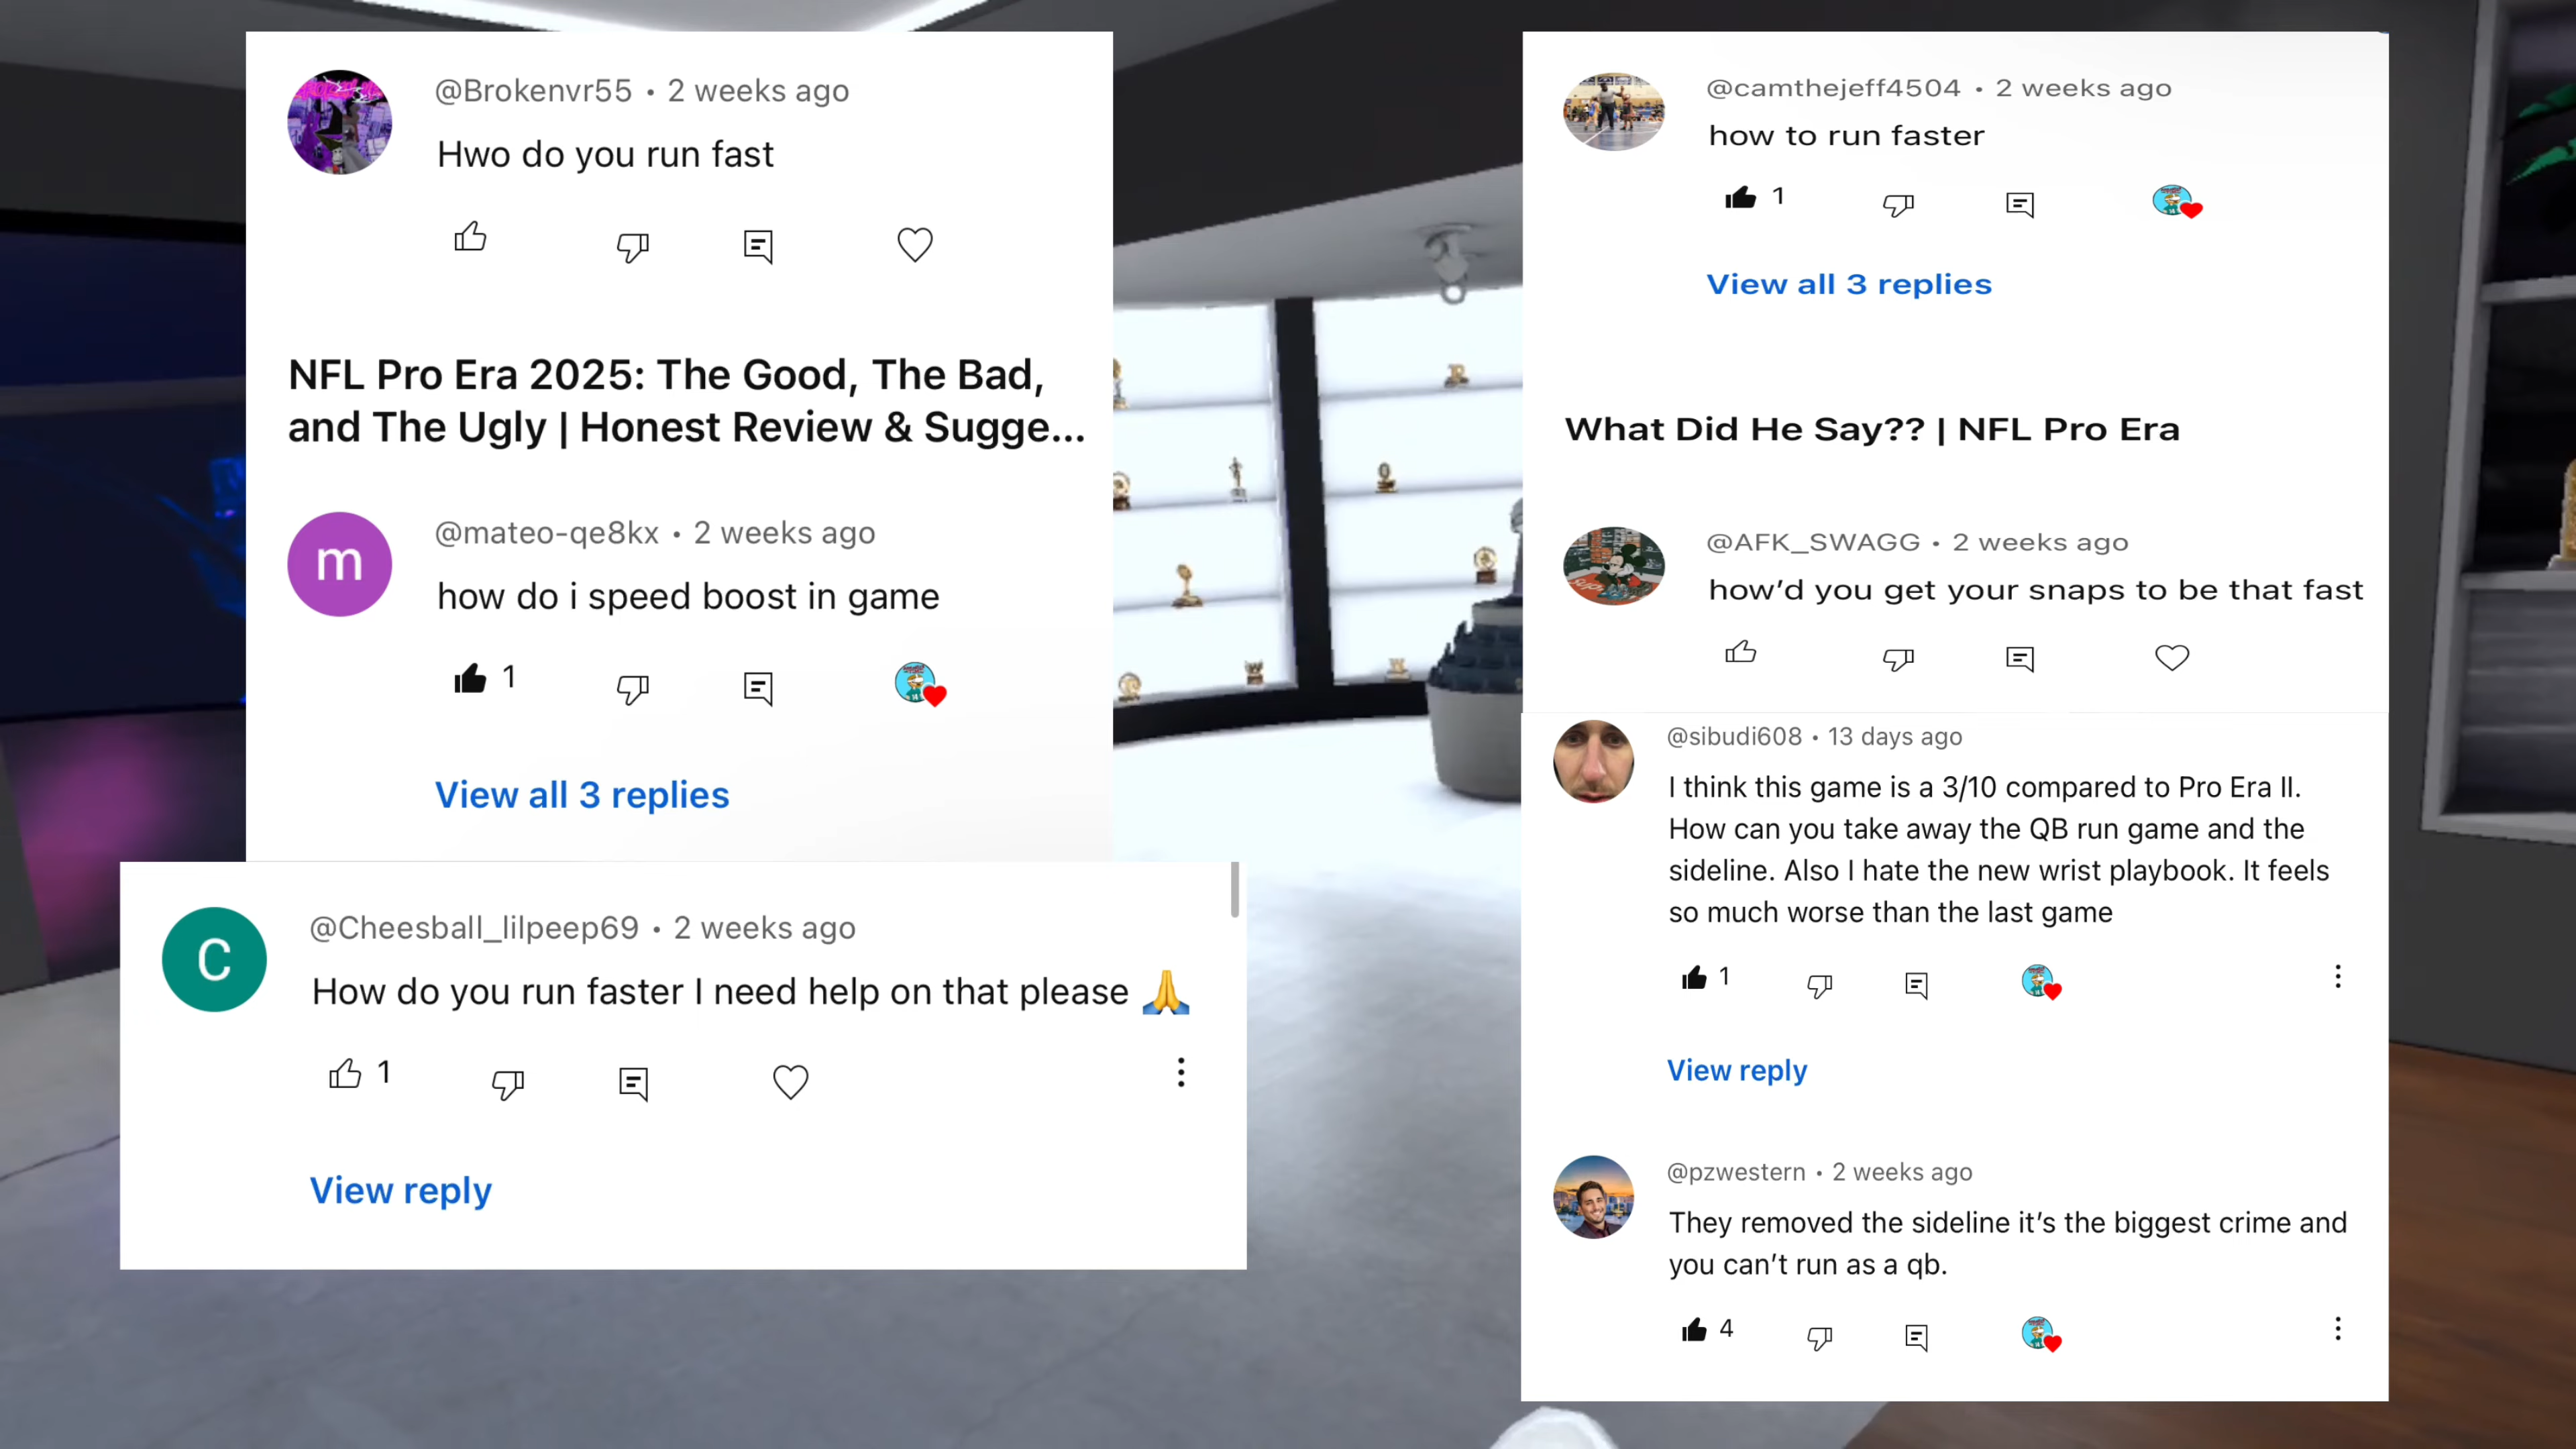 @Brokenvr55 • 2 weeks ago
Hwo do you run fast
NFL Pro Era 2025: The Good, The Bad,
and The Ugly | Honest Review & Sugge...
m
@mateo-qe8kx • 2 weeks ago
how do i speed boost in game
1
View all 3 replies
C
@Cheesball_lilpeep69 • 2 weeks ago
How do you run faster I need help on that please 🙏
1
View reply
@camthejeff4504 • 2 weeks ago
how to run faster
1
View all 3 replies
What Did He Say?? | NFL Pro Era
@AFK_SWAGG • 2 weeks ago
how’d you get your snaps to be that fast
@sibudi608 • 13 days ago
I think this game is a 3/10 compared to Pro Era II.
How can you take away the QB run game and the
sideline. Also I hate the new wrist playbook. It feels
so much worse than the last game
1
View reply
@pzwestern • 2 weeks ago
They removed the sideline it’s the biggest crime and
you can’t run as a qb.
4